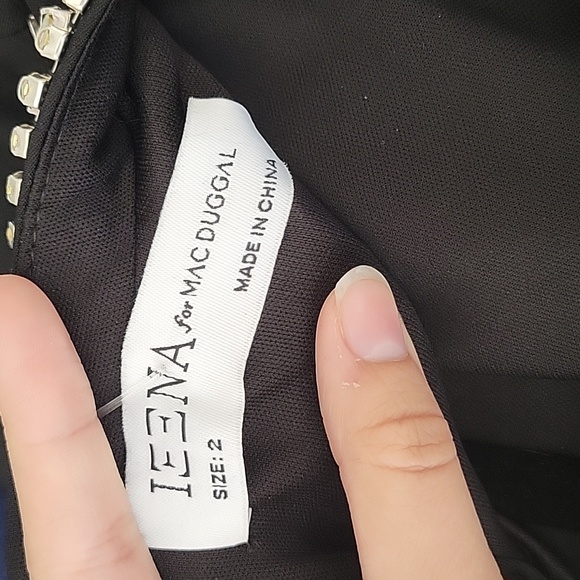 IEENA for MAC DUGGAL
SIZE: 2
MADE IN CHINA